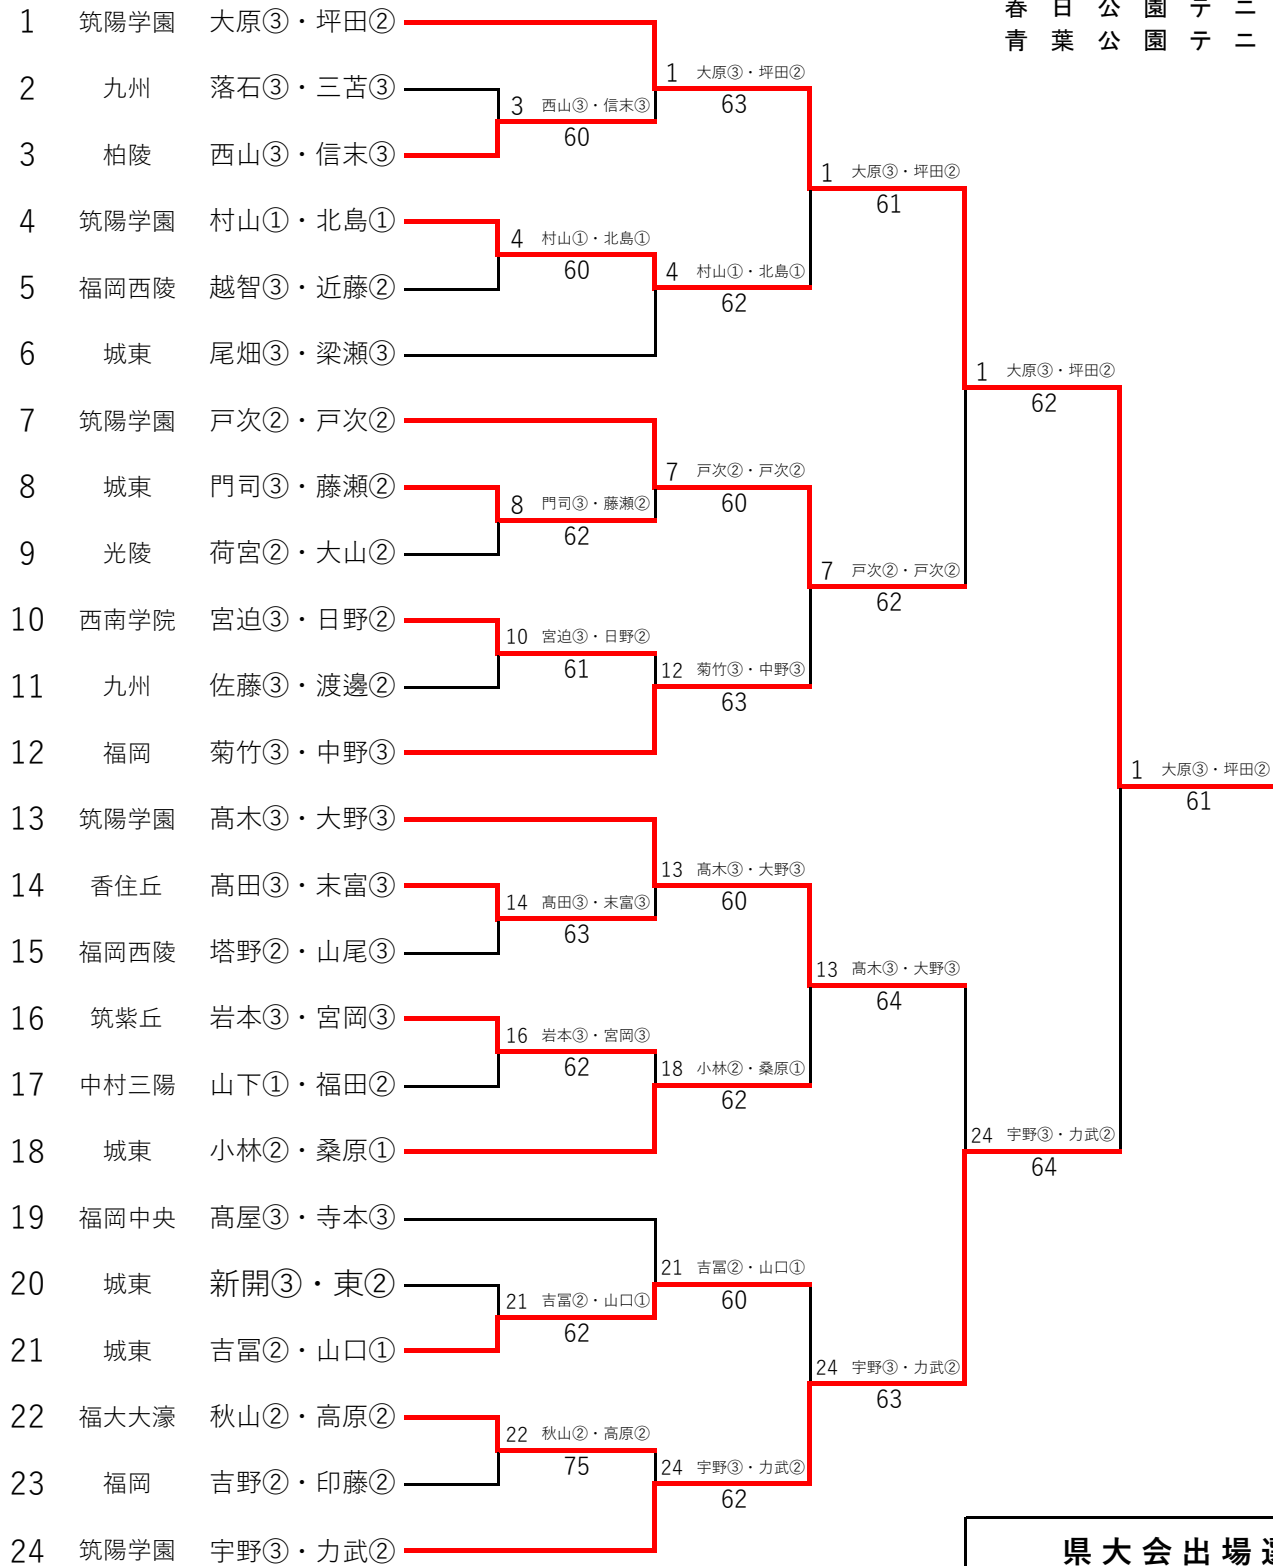 春日公園テニ
青葉公園テニ
1 筑陽学園 大原③・坪田②
2 九州 落石③・三苫③
3 柏陵 西山③・信末③
4 筑陽学園 村山①・北島①
5 福岡西陵 越智③・近藤②
6 城東 尾畑③・梁瀬③
7 筑陽学園 戸次②・戸次②
8 城東 門司③・藤瀬②
9 光陵 荷宮②・大山②
10 西南学院 宮迫③・日野②
11 九州 佐藤③・渡邊②
12 福岡 菊竹③・中野③
13 筑陽学園 髙木③・大野③
14 香住丘 髙田③・末富③
15 福岡西陵 塔野②・山尾③
16 筑紫丘 岩本③・宮岡③
17 中村三陽 山下①・福田②
18 城東 小林②・桑原①
19 福岡中央 髙屋③・寺本③
20 城東 新開③・東②
21 城東 吉冨②・山口①
22 福大大濠 秋山②・高原②
23 福岡 吉野②・印藤②
24 筑陽学園 宇野③・力武②
3 西山③・信末③
60
4 村山①・北島①
60
8 門司③・藤瀬②
62
10 宮迫③・日野②
61
14 髙田③・末富③
63
16 岩本③・宮岡③
62
21 吉冨②・山口①
62
22 秋山②・高原②
75
1 大原③・坪田②
63
4 村山①・北島①
62
7 戸次②・戸次②
60
12 菊竹③・中野③
63
13 髙木③・大野③
60
18 小林②・桑原①
62
21 吉冨②・山口①
60
24 宇野③・力武②
62
1 大原③・坪田②
61
7 戸次②・戸次②
62
13 髙木③・大野③
64
24 宇野③・力武②
63
1 大原③・坪田②
62
24 宇野③・力武②
64
1 大原③・坪田②
61
県大会出場選